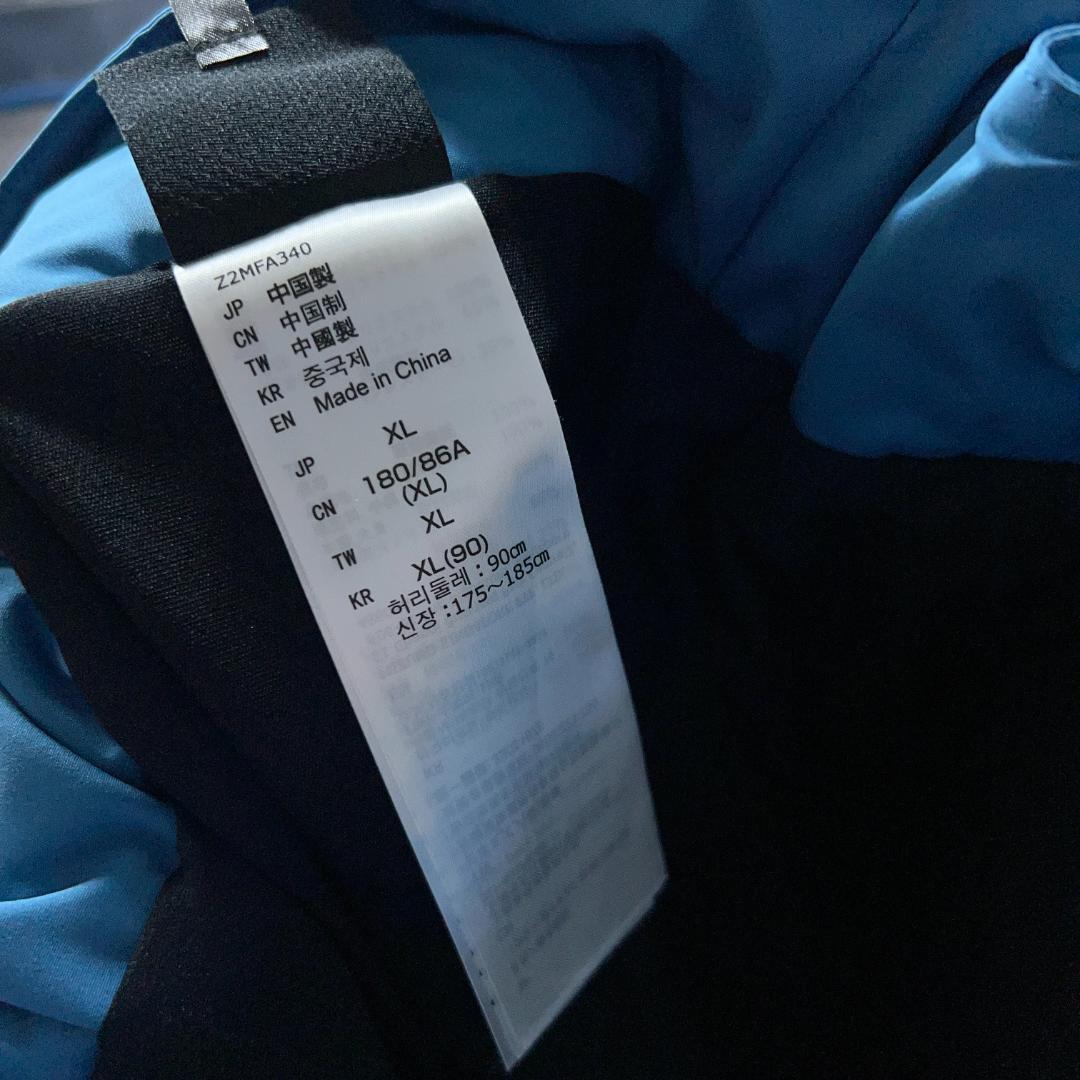 Z2MFA340
JP 中国製
CN 中国制
TW 中國製
KR 중국제
EN Made in China
JP XL
CN 180/86A
(XL)
TW XL
KR XL(90)
허리둘레 : 90㎝
신장 : 175～185㎝